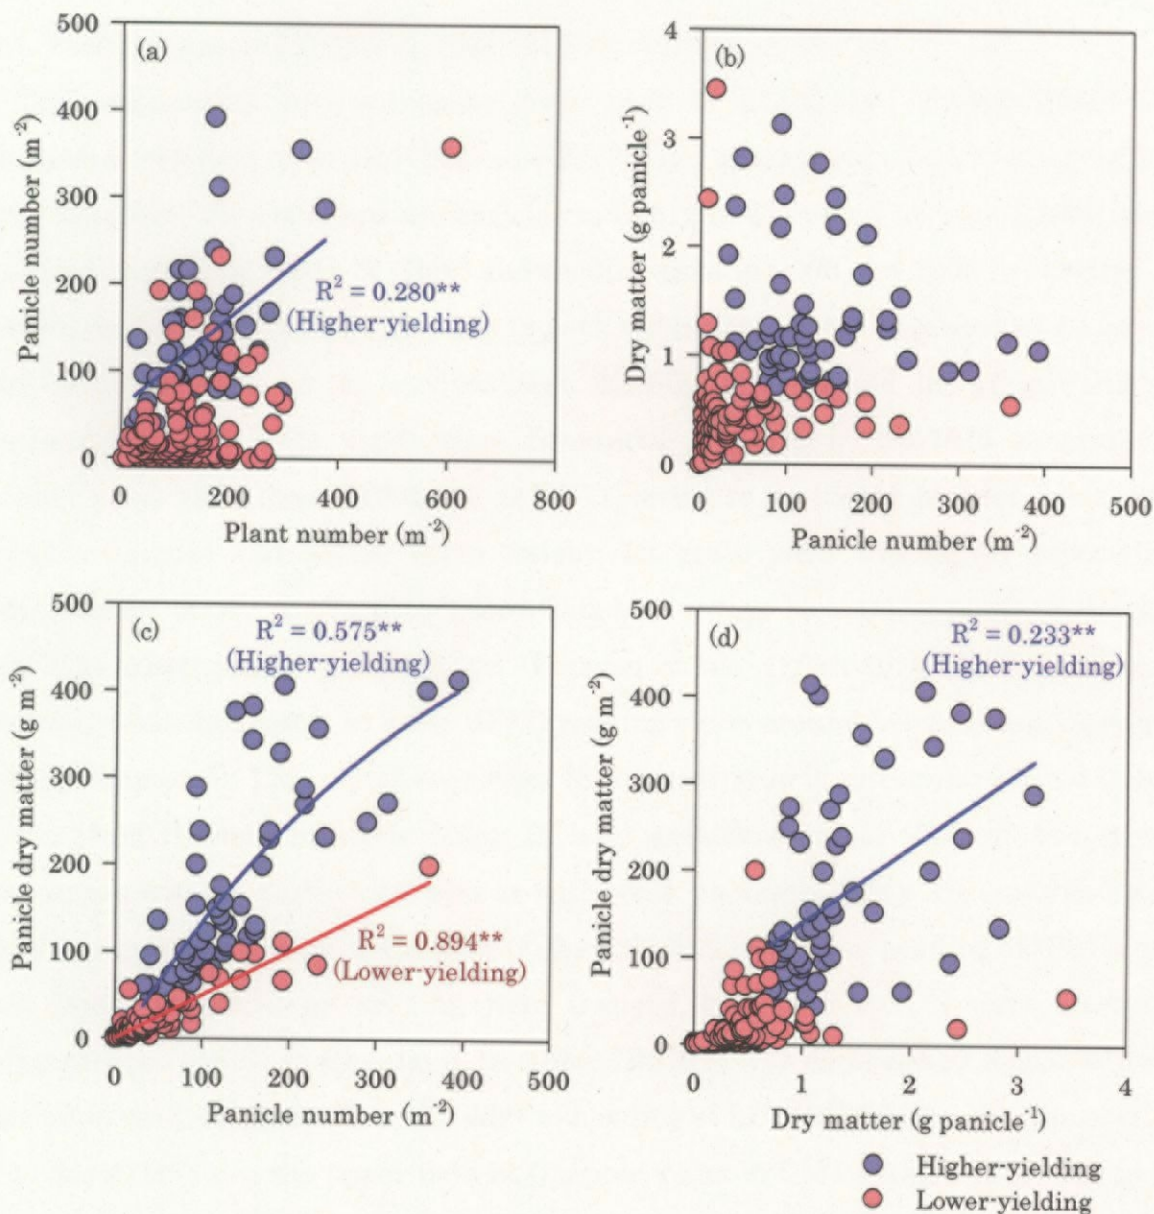 (a)
500
400
300
200
100
0
Panicle number (m⁻²)
R² = 0.280**
(Higher-yielding)
0 200 400 600 800
Plant number (m⁻²)
(b)
4
3
2
1
0
Dry matter (g panicle⁻¹)
0 100 200 300 400 500
Panicle number (m⁻²)
(c)
500
400
300
200
100
0
Panicle dry matter (g m⁻²)
R² = 0.575**
(Higher-yielding)
R² = 0.894**
(Lower-yielding)
0 100 200 300 400 500
Panicle number (m⁻²)
(d)
500
400
300
200
100
0
Panicle dry matter (g m⁻²)
R² = 0.233**
(Higher-yielding)
0 1 2 3 4
Dry matter (g panicle⁻¹)
Higher-yielding
Lower-yielding